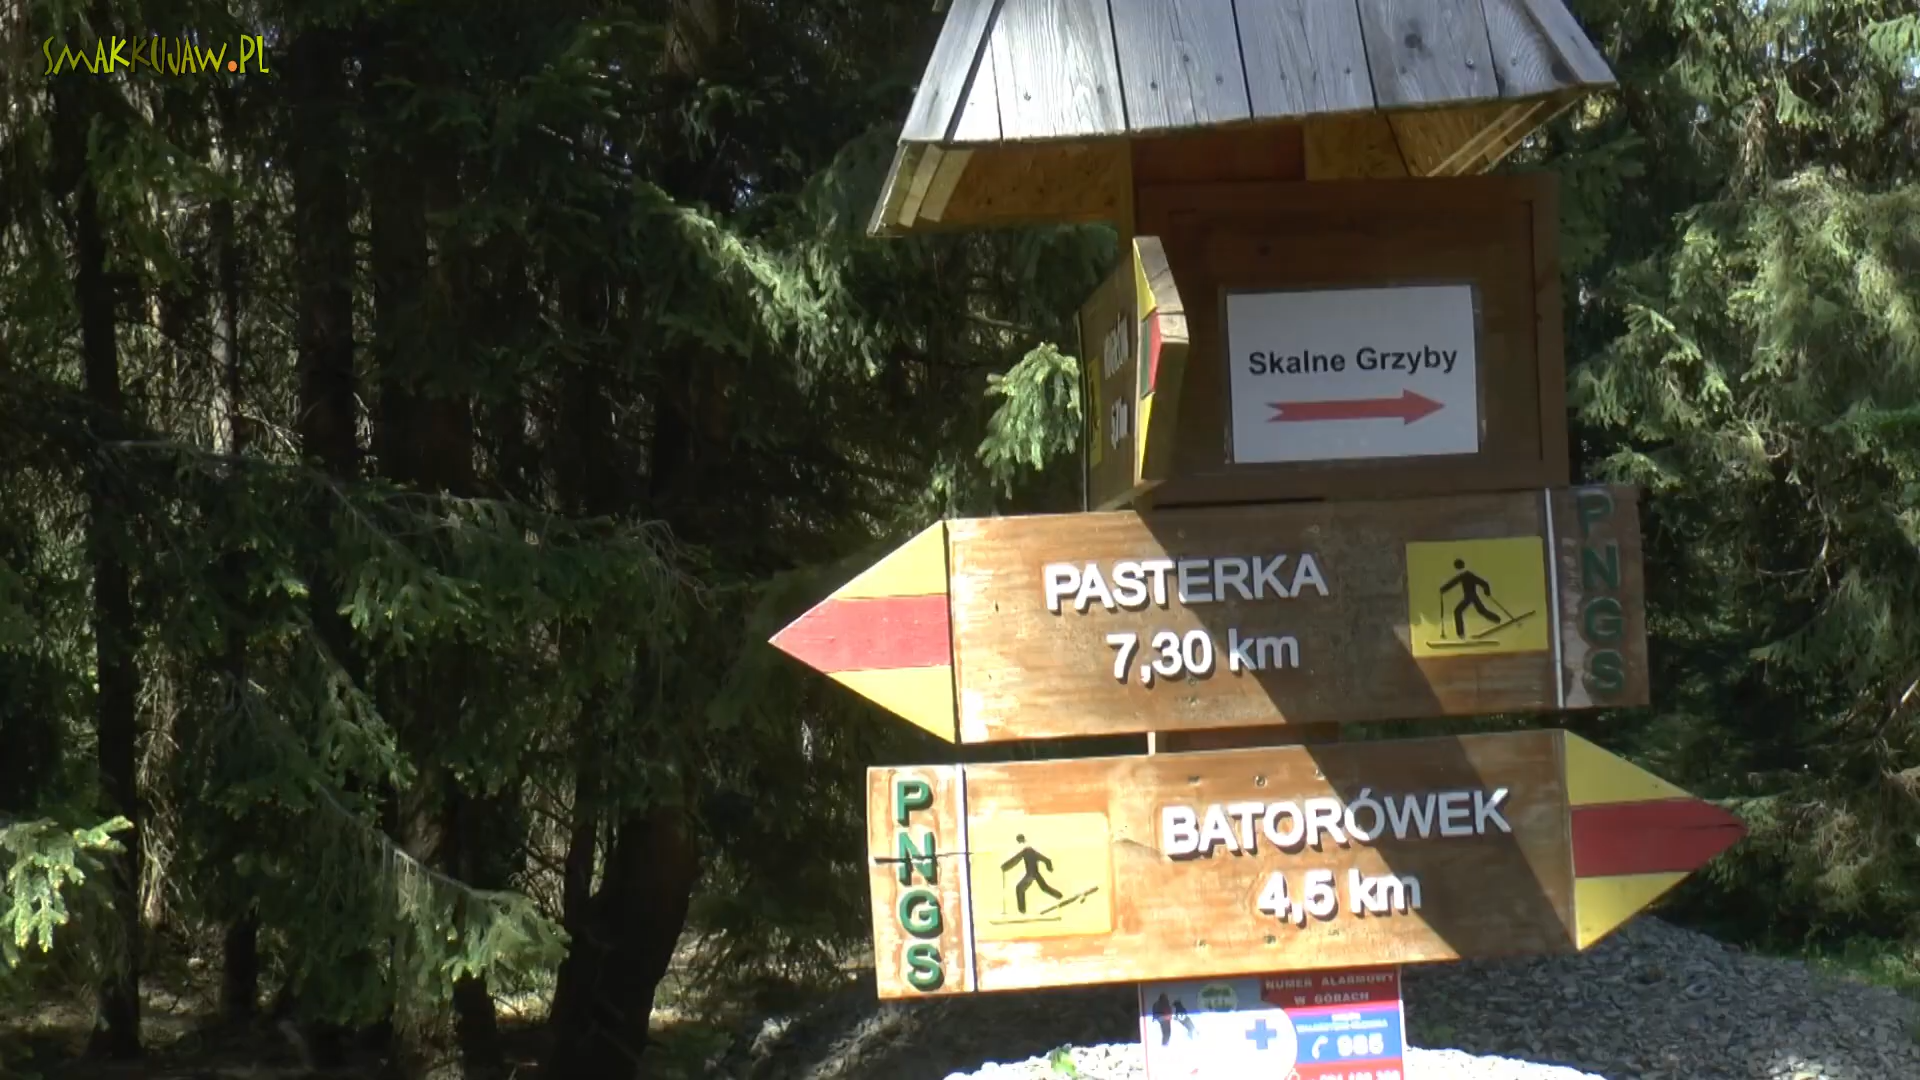 SMAKKUJAW.PL
Skalne Grzyby
PASTERKA
7,30 km
PNGS
PNGS
BATORÓWEK
4,5 km
NUMER ALARMOWY
W GÓRACH
985